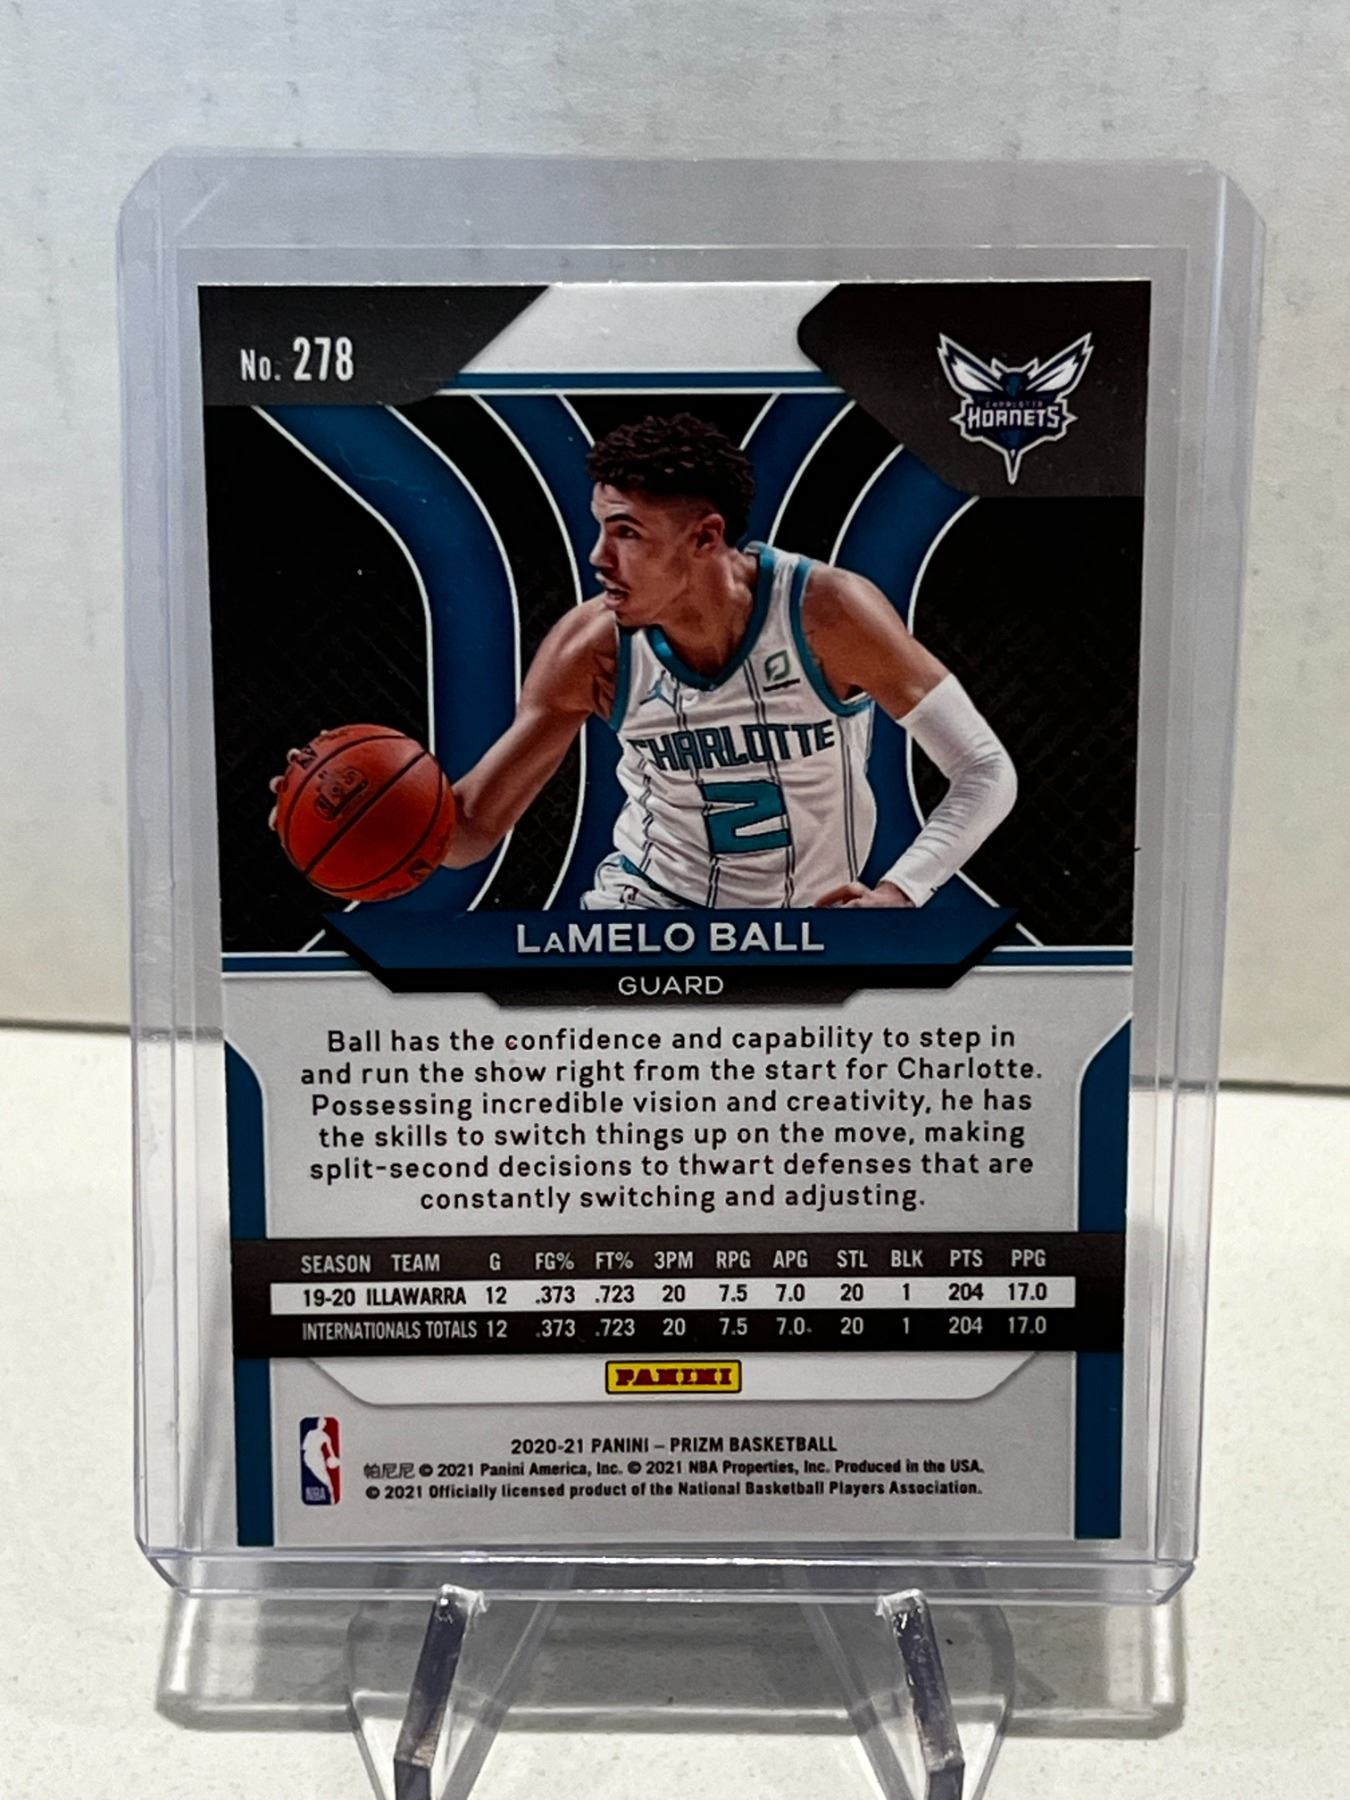 No. 278
CHARLOTTE
HORNETS
CHARLOTTE
2
LaMELO BALL
GUARD
Ball has the confidence and capability to step in
and run the show right from the start for Charlotte.
Possessing incredible vision and creativity, he has
the skills to switch things up on the move, making
split-second decisions to thwart defenses that are
constantly switching and adjusting.
SEASON TEAM G FG% FT% 3PM RPG APG STL BLK PTS PPG
19-20 ILLAWARRA 12 .373 .723 20 7.5 7.0 20 1 204 17.0
INTERNATIONALS TOTALS 12 .373 .723 20 7.5 7.0 20 1 204 17.0
PANINI
2020-21 PANINI – PRIZM BASKETBALL
帕尼尼 © 2021 Panini America, Inc. © 2021 NBA Properties, Inc. Produced in the USA.
© 2021 Officially licensed product of the National Basketball Players Association.
NBA